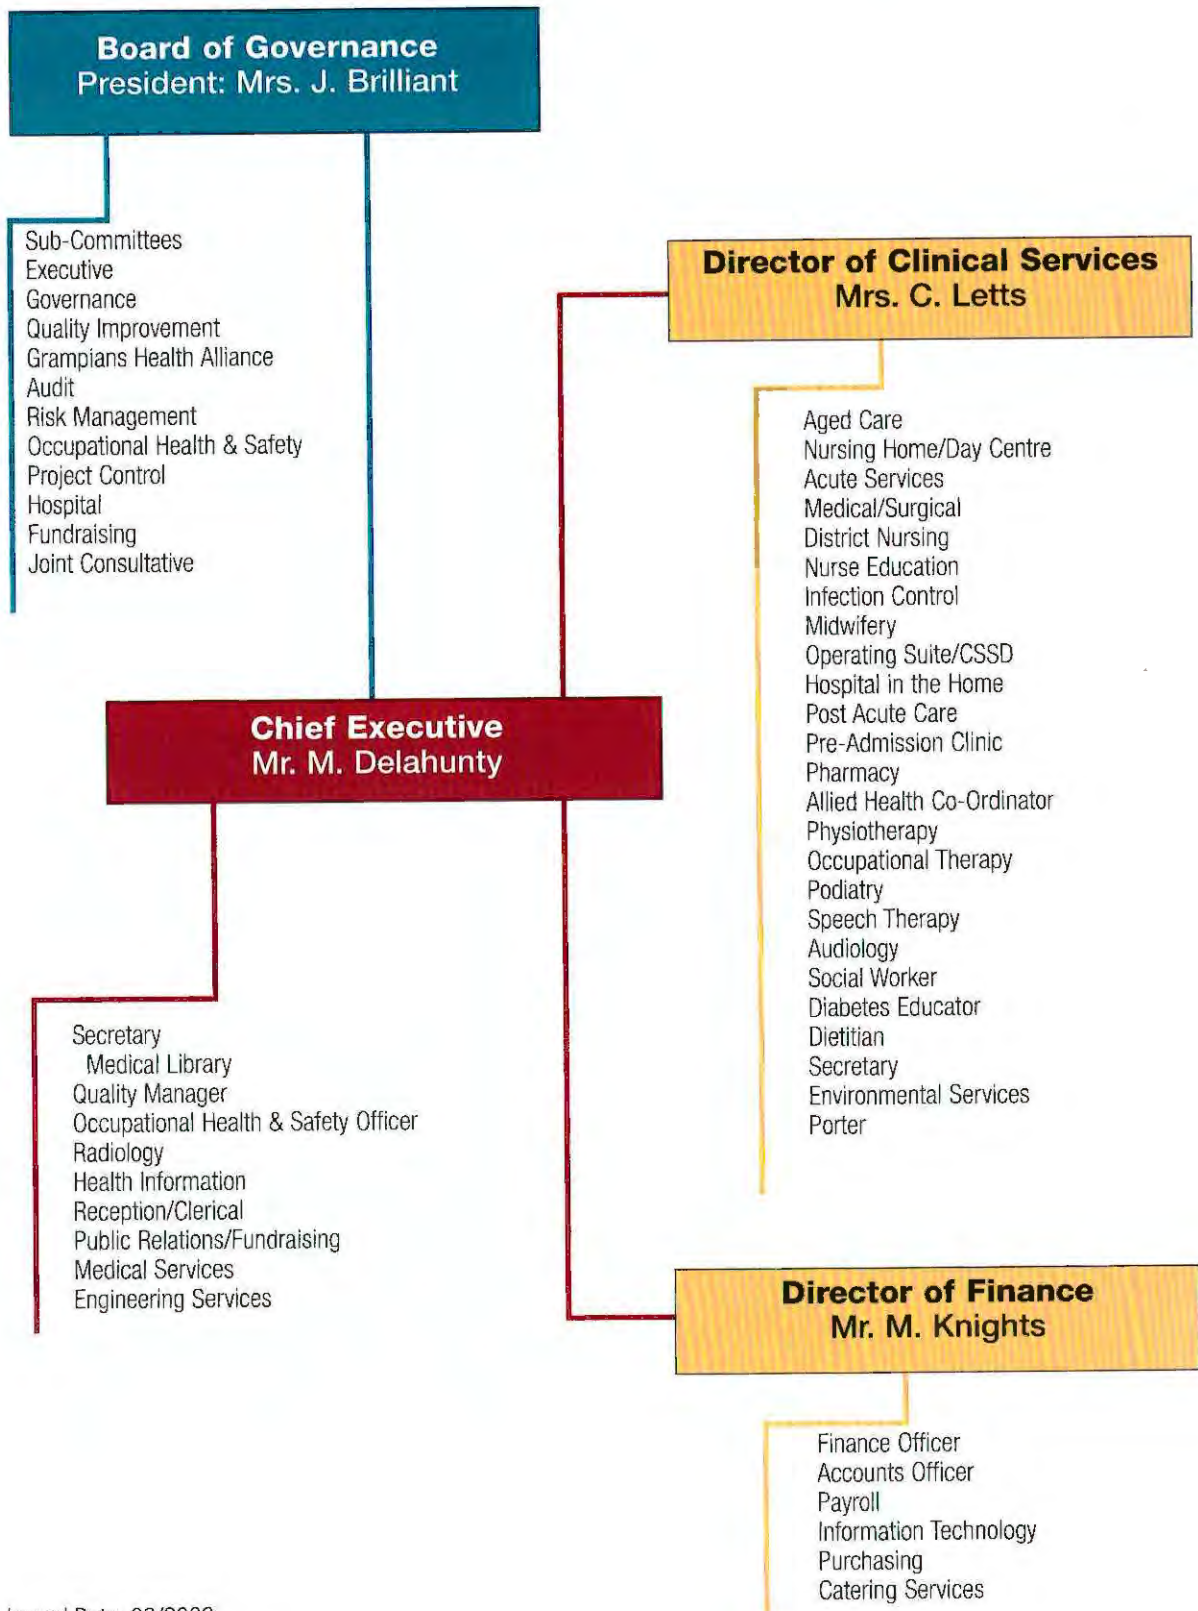 Board of Governance
President: Mrs. J. Brilliant
Sub-Committees
Executive
Governance
Quality Improvement
Grampians Health Alliance
Audit
Risk Management
Occupational Health & Safety
Project Control
Hospital
Fundraising
Joint Consultative
Director of Clinical Services
Mrs. C. Letts
Aged Care
Nursing Home/Day Centre
Acute Services
Medical/Surgical
District Nursing
Nurse Education
Infection Control
Midwifery
Operating Suite/CSSD
Hospital in the Home
Post Acute Care
Pre-Admission Clinic
Pharmacy
Allied Health Co-Ordinator
Physiotherapy
Occupational Therapy
Podiatry
Speech Therapy
Audiology
Social Worker
Diabetes Educator
Dietitian
Secretary
Environmental Services
Porter
Chief Executive
Mr. M. Delahunty
Secretary
Medical Library
Quality Manager
Occupational Health & Safety Officer
Radiology
Health Information
Reception/Clerical
Public Relations/Fundraising
Medical Services
Engineering Services
Director of Finance
Mr. M. Knights
Finance Officer
Accounts Officer
Payroll
Information Technology
Purchasing
Catering Services